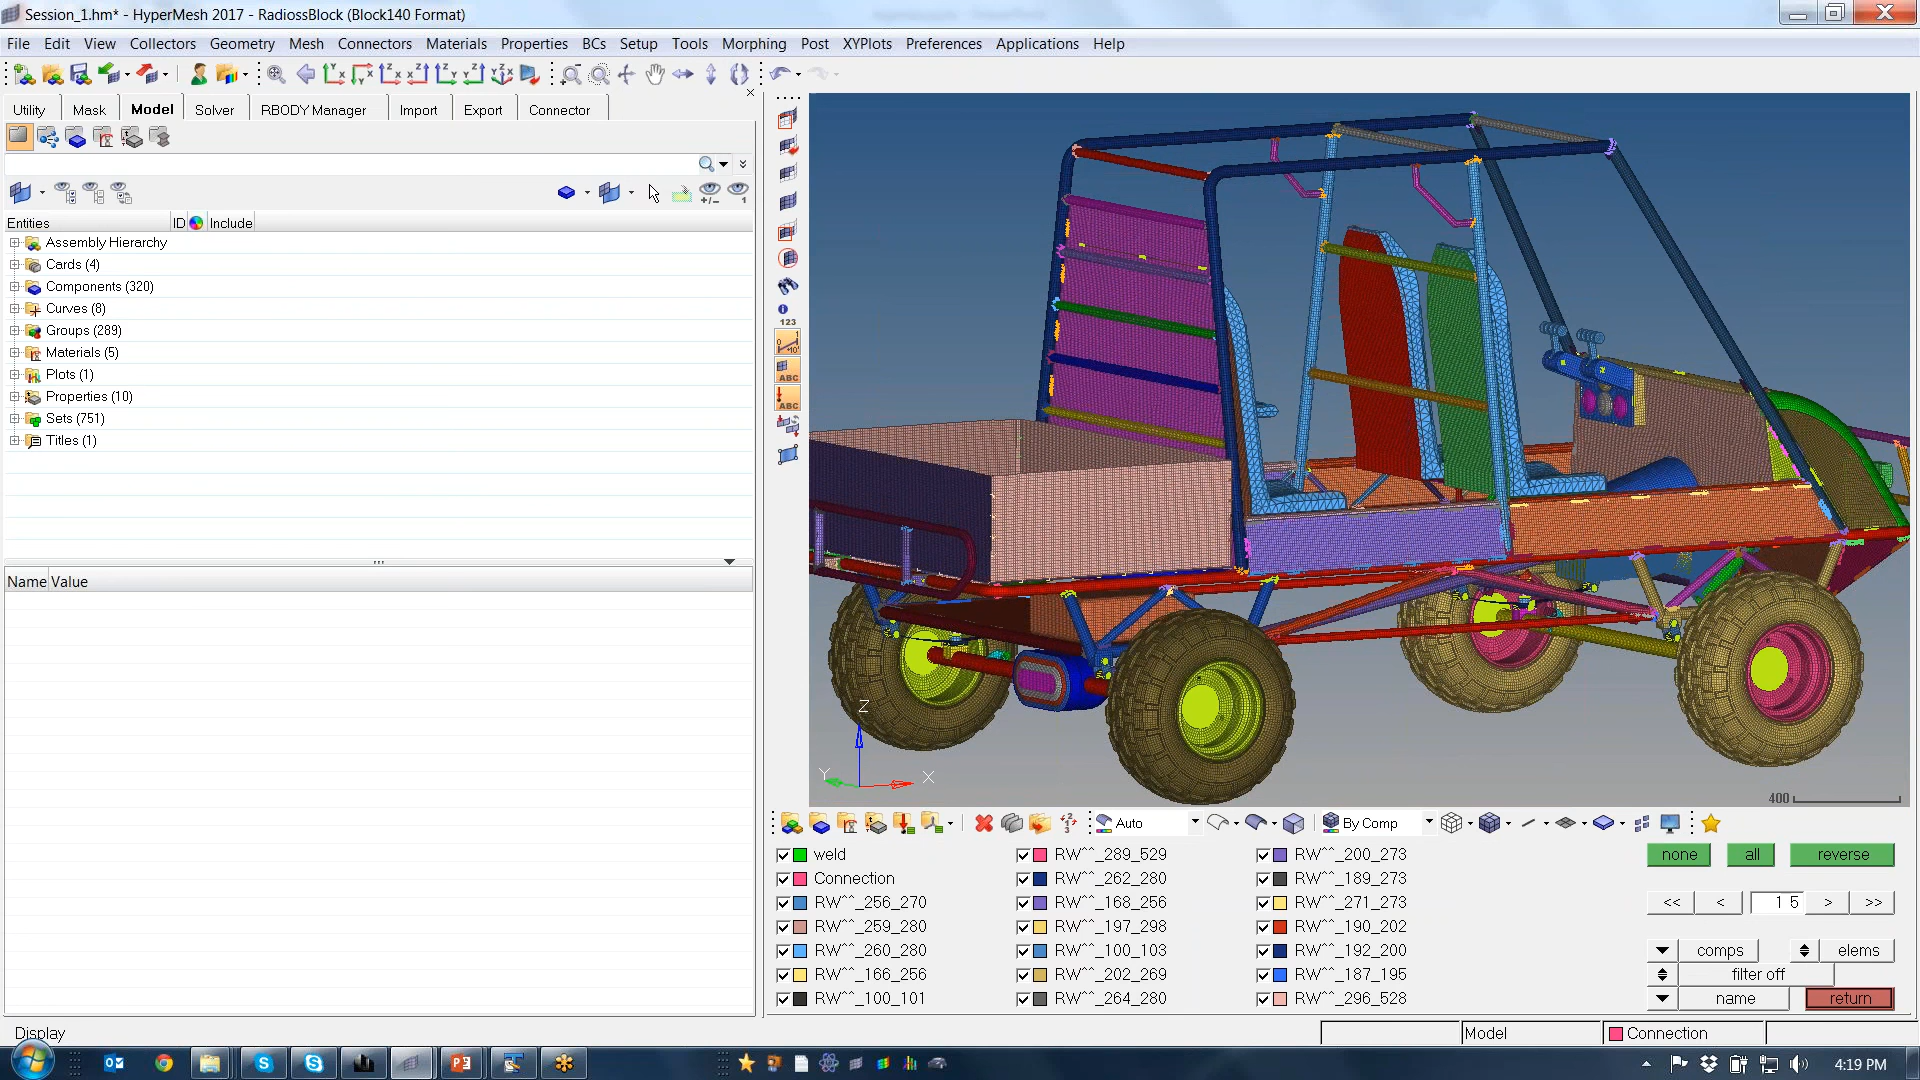 Session_1.hm* - HyperMesh 2017 - RadiossBlock (Block140 Format)
File Edit View Collectors Geometry Mesh Connectors Materials Properties BCs Setup Tools Morphing Post XYPlots Preferences Applications Help
Utility Mask Model Solver RBODY Manager Import Export Connector
Entities ID Include
Assembly Hierarchy
Cards (4)
Components (320)
Curves (8)
Groups (289)
Materials (5)
Plots (1)
Properties (10)
Sets (751)
Titles (1)
Name Value
123
ABC
ABC
Z
Y
X
400
Auto By Comp
weld RW^^_289_529 RW^^_200_273 none all reverse
Connection RW^^_262_280 RW^^_189_273
RW^^_256_270 RW^^_168_256 RW^^_271_273 << < 1 5 > >>
RW^^_259_280 RW^^_197_298 RW^^_190_202
RW^^_260_280 RW^^_100_103 RW^^_192_200 comps elems
RW^^_166_256 RW^^_202_269 RW^^_187_195 filter off
RW^^_100_101 RW^^_264_280 RW^^_296_528 name return
Display Model Connection
4:19 PM